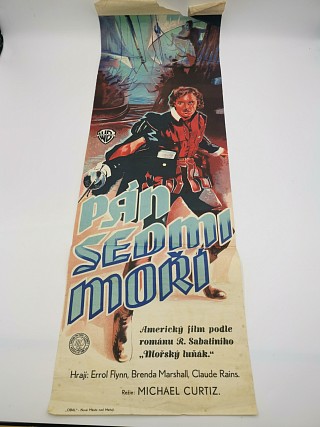 WB
PÁN
SEDMI
MOŘÍ
Americký film podle
románu R. Sabatiniho
„Mořský luňák."
Hrají: Errol Flynn, Brenda Marshall, Claude Rains.
Režie: MICHAEL CURTIZ.